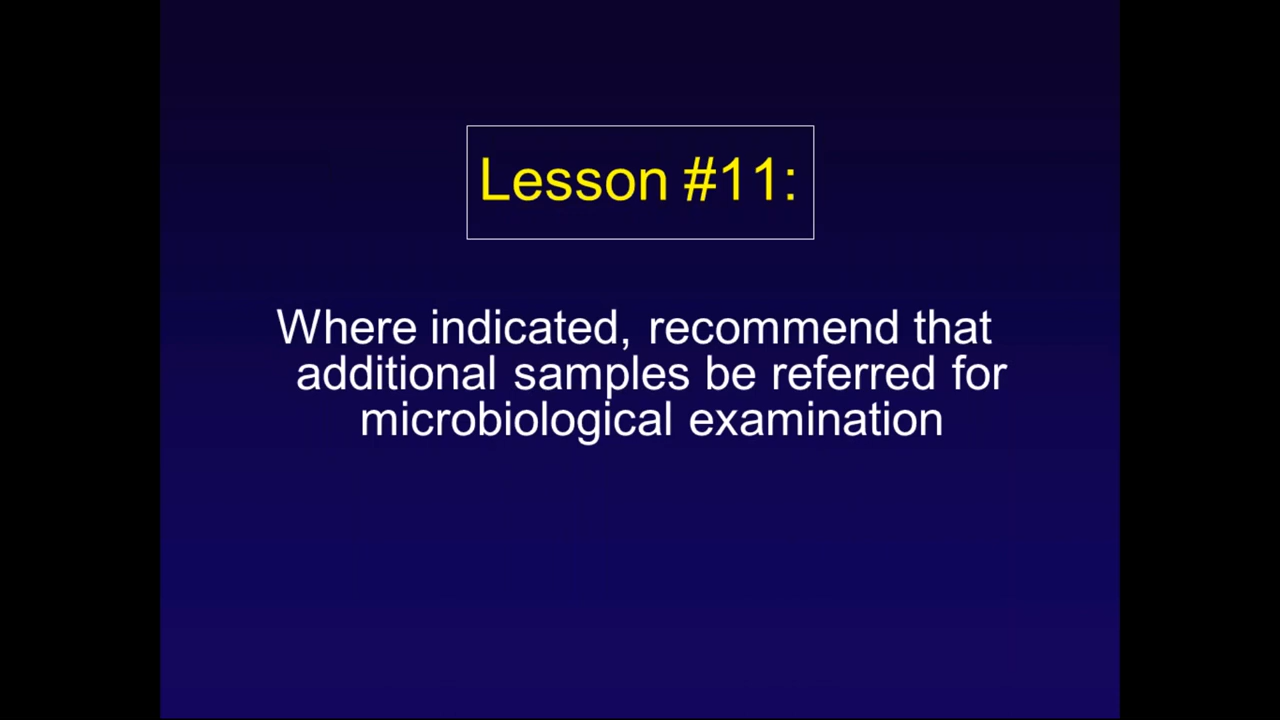 Lesson #11:
Where indicated, recommend that
additional samples be referred for
microbiological examination